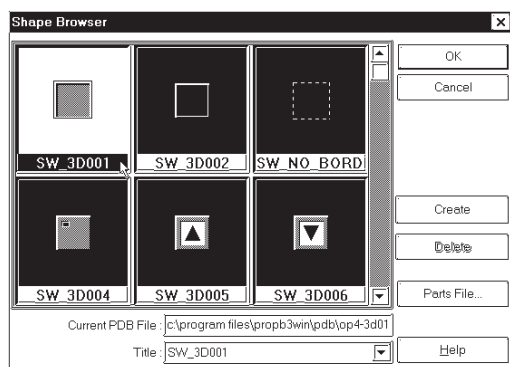 Shape Browser
SW_3D001
SW_3D002
SW_NO_BORD
SW_3D004
SW_3D005
SW_3D006
OK
Cancel
Create
Delete
Parts File...
Current PDB File : c:\program files\propb3win\pdb\op4-3d01
Title : SW_3D001
Help